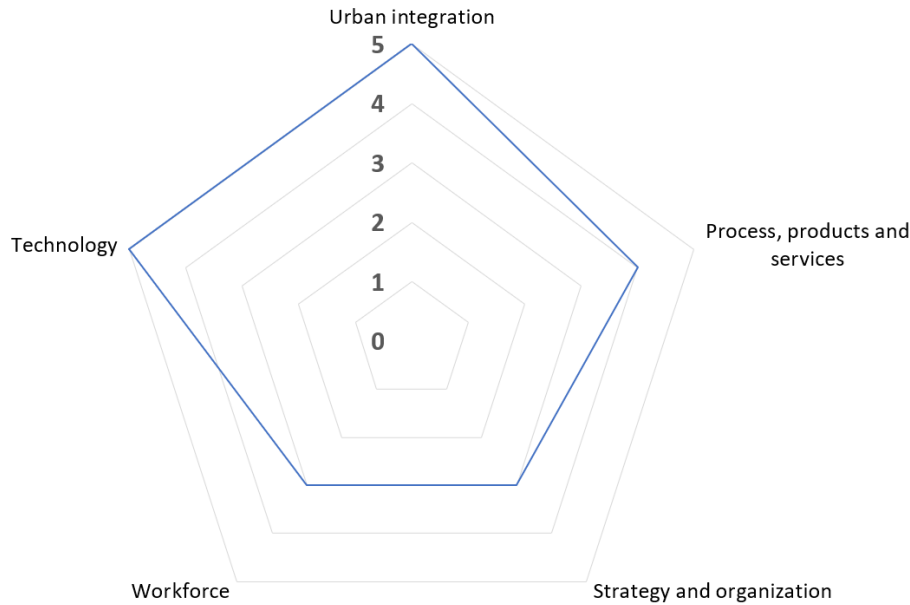 Urban integration
5
4
3
2
1
0
Technology
Process, products and
services
Workforce
Strategy and organization